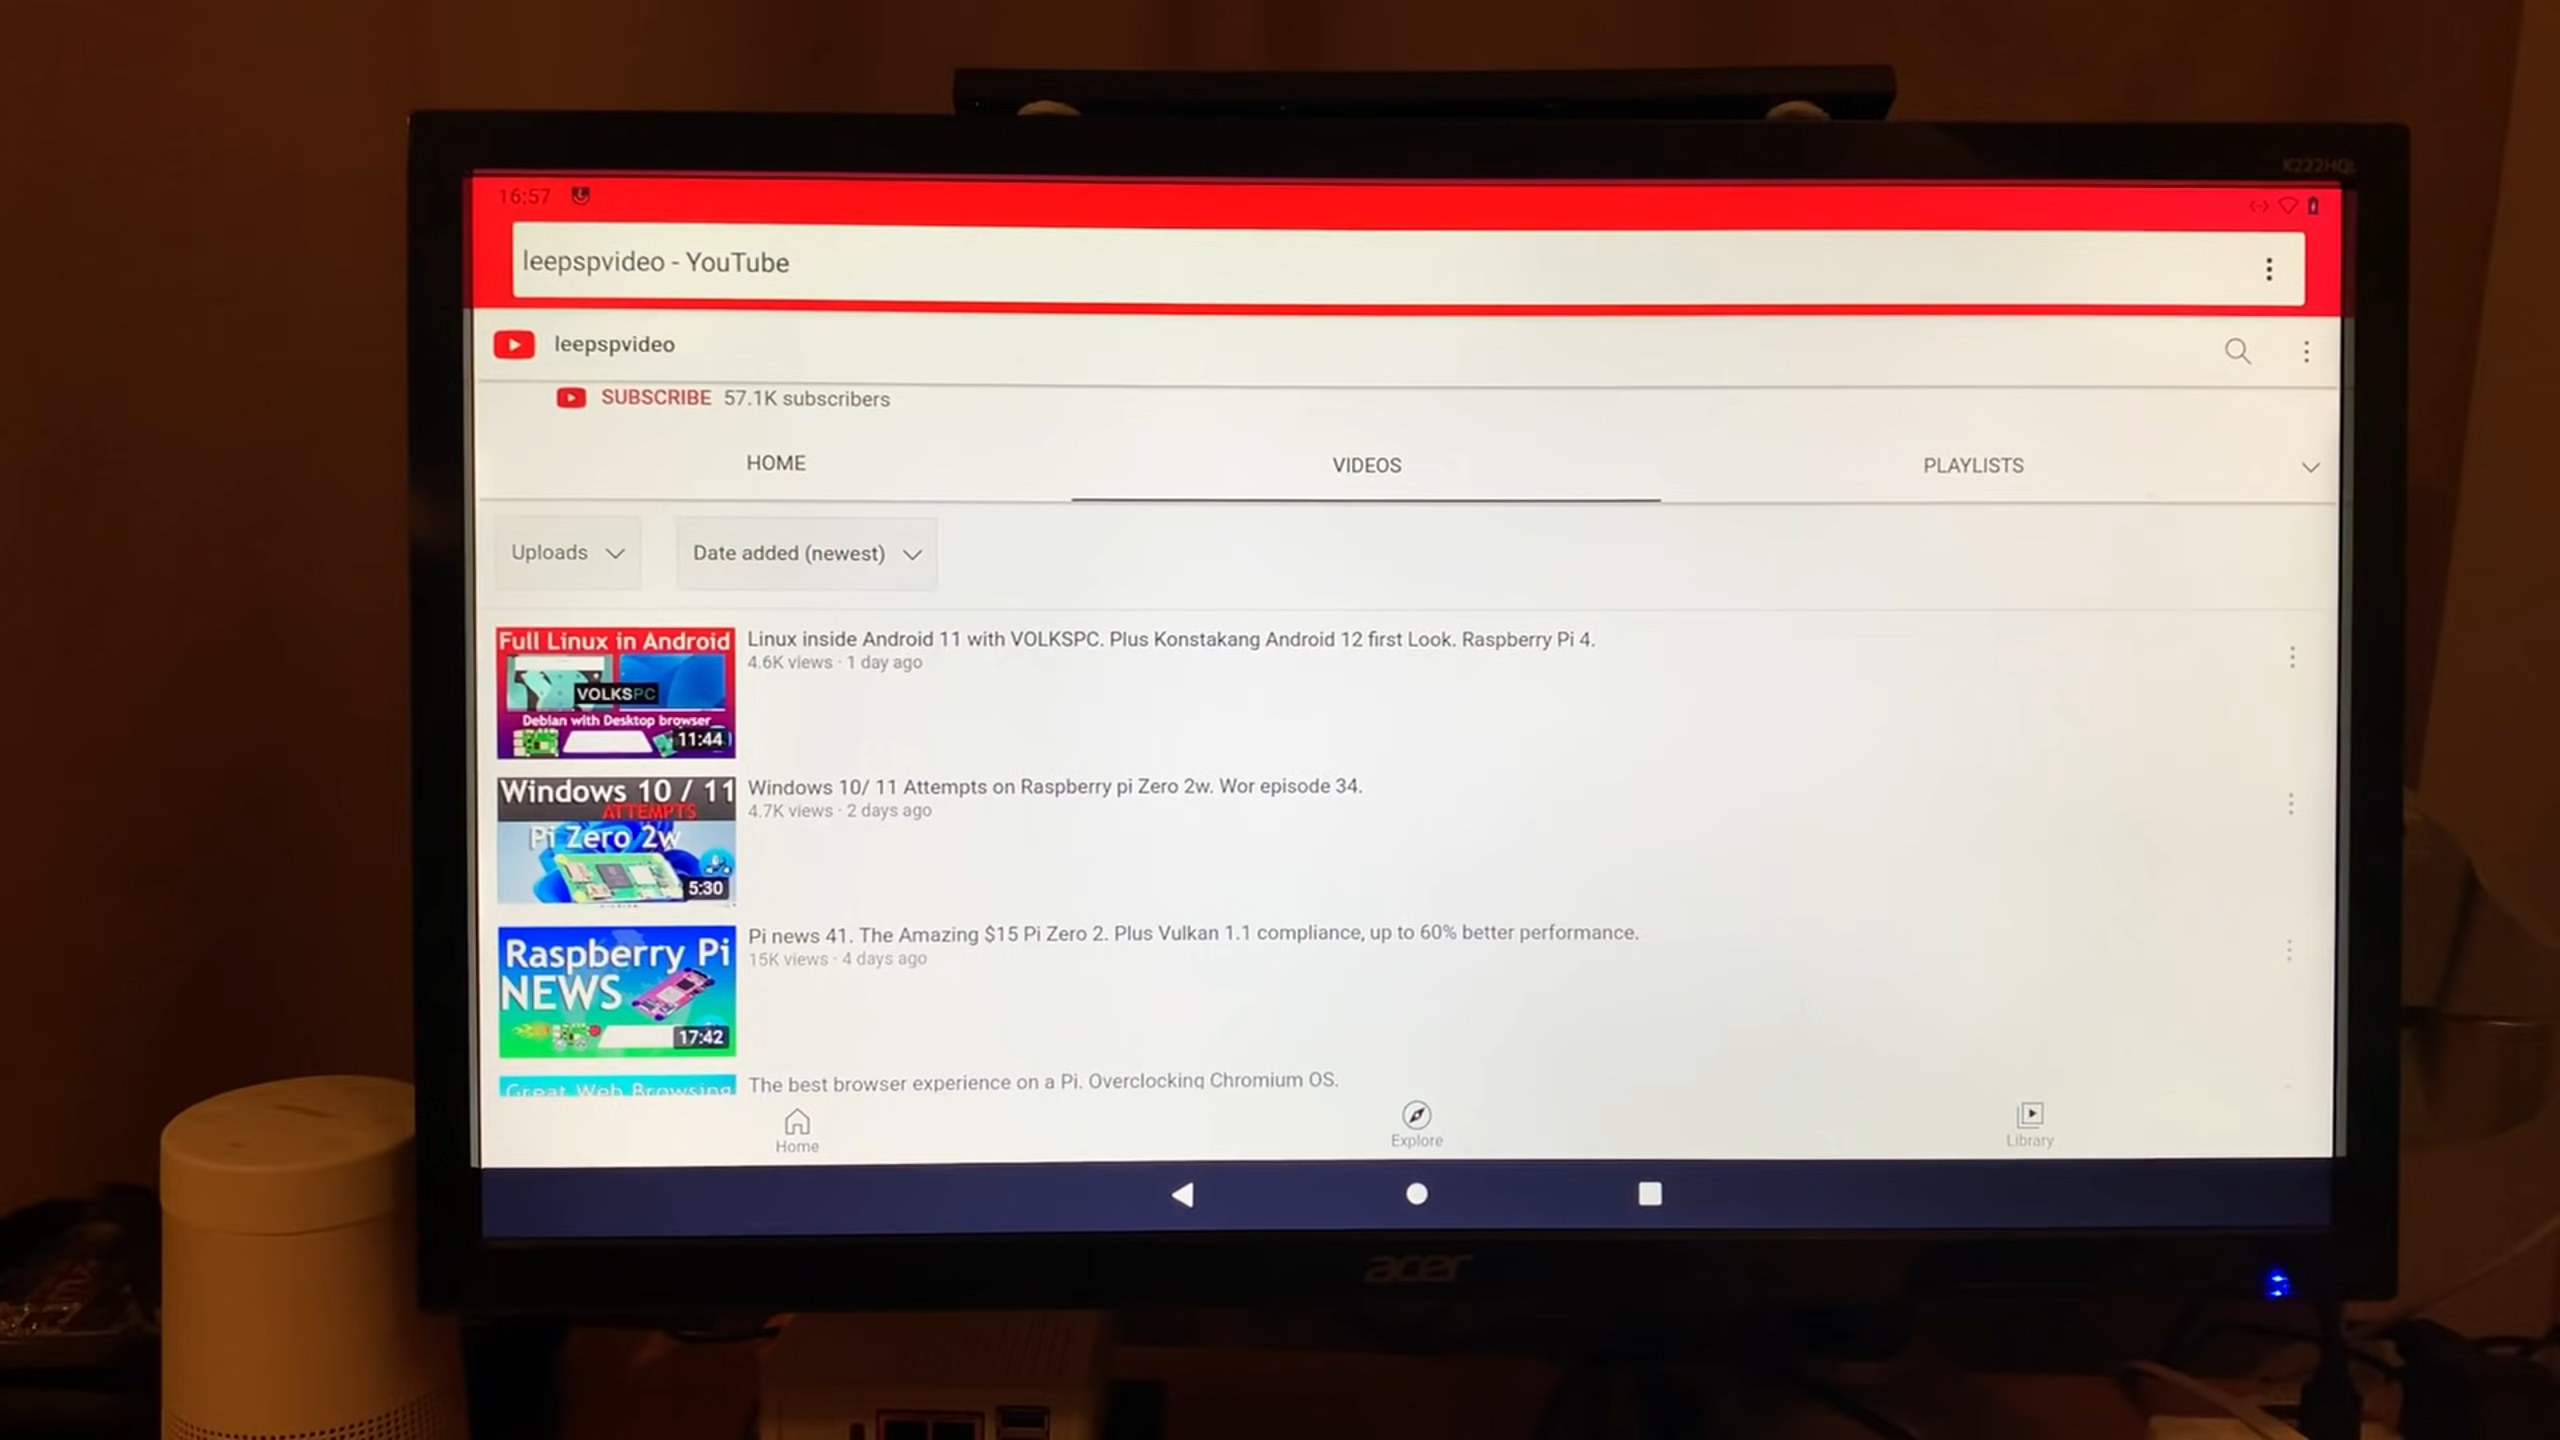 K222HQL
16:57
leepspvideo - YouTube
leepspvideo
SUBSCRIBE 57.1K subscribers
HOME VIDEOS PLAYLISTS
Uploads Date added (newest)
Full Linux in Android
VOLKSPC
Debian with Desktop browser
11:44
Linux inside Android 11 with VOLKSPC. Plus Konstakang Android 12 first Look. Raspberry Pi 4.
4.6K views · 1 day ago
Windows 10 / 11
ATTEMPTS
Pi Zero 2w
5:30
Windows 10/ 11 Attempts on Raspberry pi Zero 2w. Wor episode 34.
4.7K views · 2 days ago
Raspberry Pi
NEWS
17:42
Pi news 41. The Amazing $15 Pi Zero 2. Plus Vulkan 1.1 compliance, up to 60% better performance.
15K views · 4 days ago
Great Web Browsing
The best browser experience on a Pi. Overclocking Chromium OS.
Home Explore Library
acer